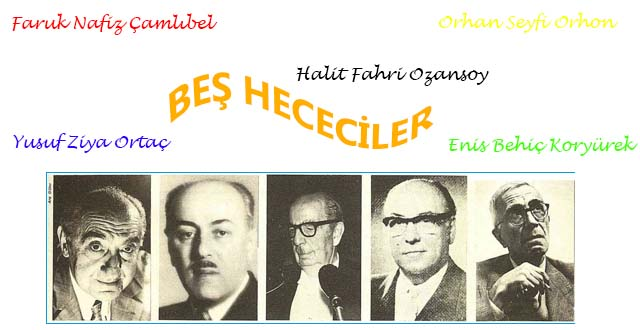 Faruk Nafiz Çamlıbel
Orhan Seyfi Orhon
Halit Fahri Ozansoy
BEŞ HECECİLER
Yusuf Ziya Ortaç
Enis Behiç Koryürek